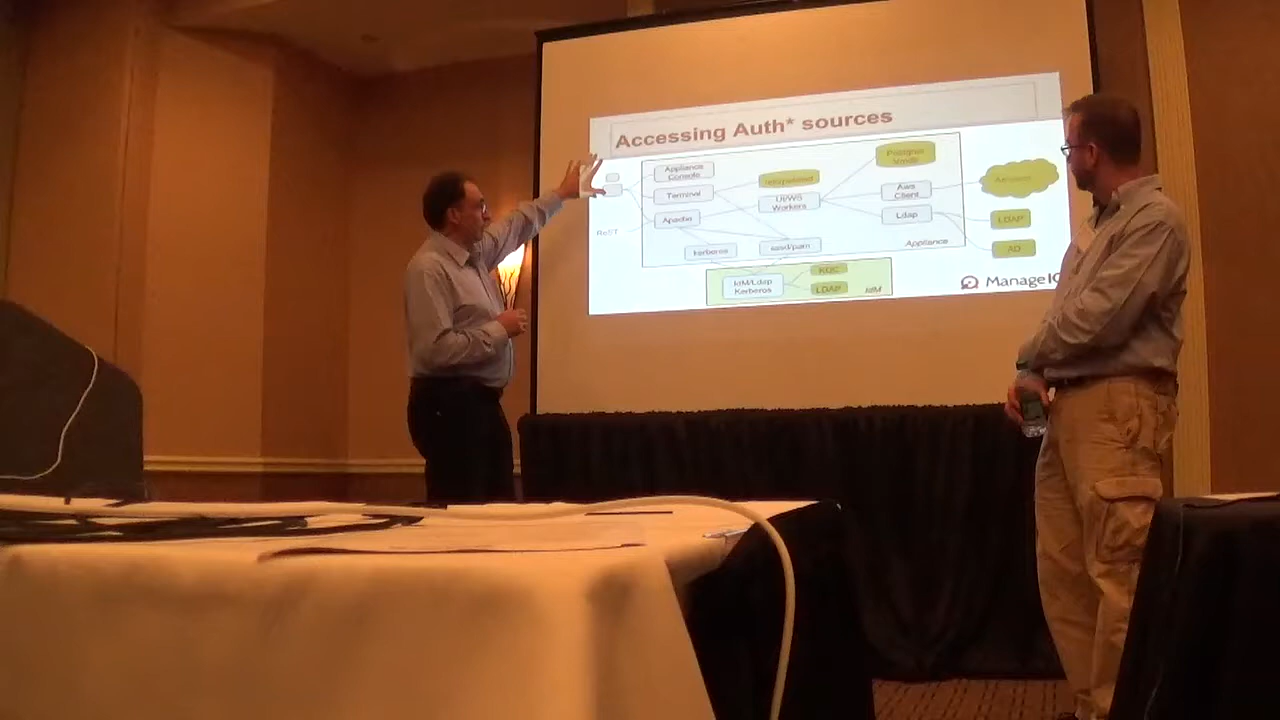 Accessing Auth* sources
Appliance
Console
Terminal
Apache
ReST
UI/WS
Workers
Aws
Client
Ldap
LDAP
AD
kerberos
sssd/pam
Appliance
IdM/Ldap
Kerberos
KDC
LDAP
IdM
ManageIQ